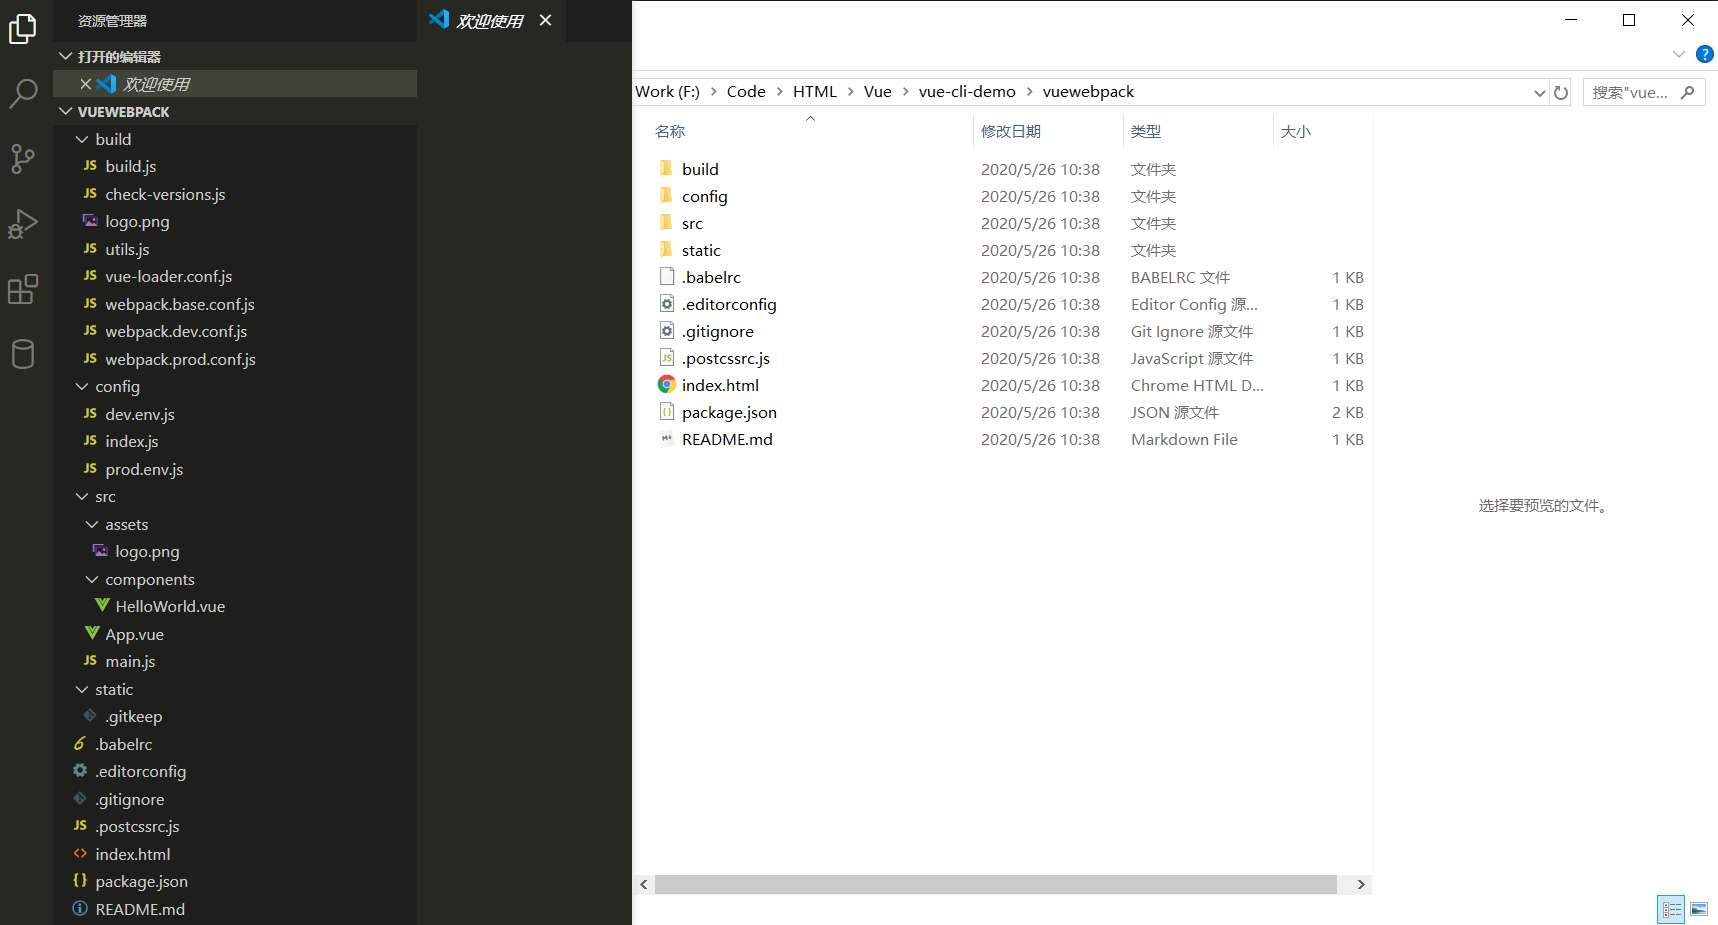 资源管理器
打开的编辑器
欢迎使用
VUEWEBPACK
build
JS build.js
JS check-versions.js
logo.png
JS utils.js
JS vue-loader.conf.js
JS webpack.base.conf.js
JS webpack.dev.conf.js
JS webpack.prod.conf.js
config
JS dev.env.js
JS index.js
JS prod.env.js
src
assets
logo.png
components
HelloWorld.vue
App.vue
JS main.js
static
.gitkeep
.babelrc
.editorconfig
.gitignore
JS .postcssrc.js
index.html
{} package.json
README.md
欢迎使用
Work (F:) > Code > HTML > Vue > vue-cli-demo > vuewebpack
搜索"vue...
名称 修改日期 类型 大小
build 2020/5/26 10:38 文件夹
config 2020/5/26 10:38 文件夹
src 2020/5/26 10:38 文件夹
static 2020/5/26 10:38 文件夹
.babelrc 2020/5/26 10:38 BABELRC 文件 1 KB
.editorconfig 2020/5/26 10:38 Editor Config 源... 1 KB
.gitignore 2020/5/26 10:38 Git Ignore 源文件 1 KB
.postcssrc.js 2020/5/26 10:38 JavaScript 源文件 1 KB
index.html 2020/5/26 10:38 Chrome HTML D... 1 KB
package.json 2020/5/26 10:38 JSON 源文件 2 KB
README.md 2020/5/26 10:38 Markdown File 1 KB
选择要预览的文件。